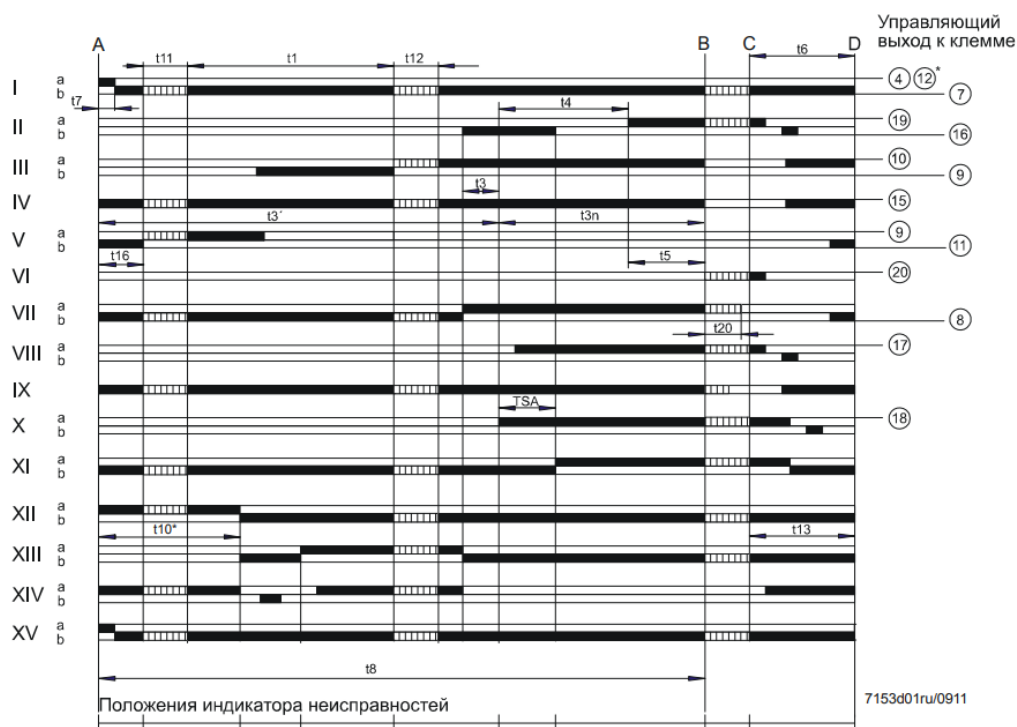 Управляющий
выход к клемме
A B C D
t11 t1 t12 t6
I a b 4 12* 7
t7
t4
II a b 19 16
III a b 10 9
t3
IV 15
t3´ t3n
V a b 9 11
t16 t5
VI 20
VII a b 8
t20
VIII a b 17
IX
TSA
X a b 18
XI a b
XII a b
t10* t13
XIII a b
XIV a b
XV a b
t8
Положения индикатора неисправностей
7153d01ru/0911